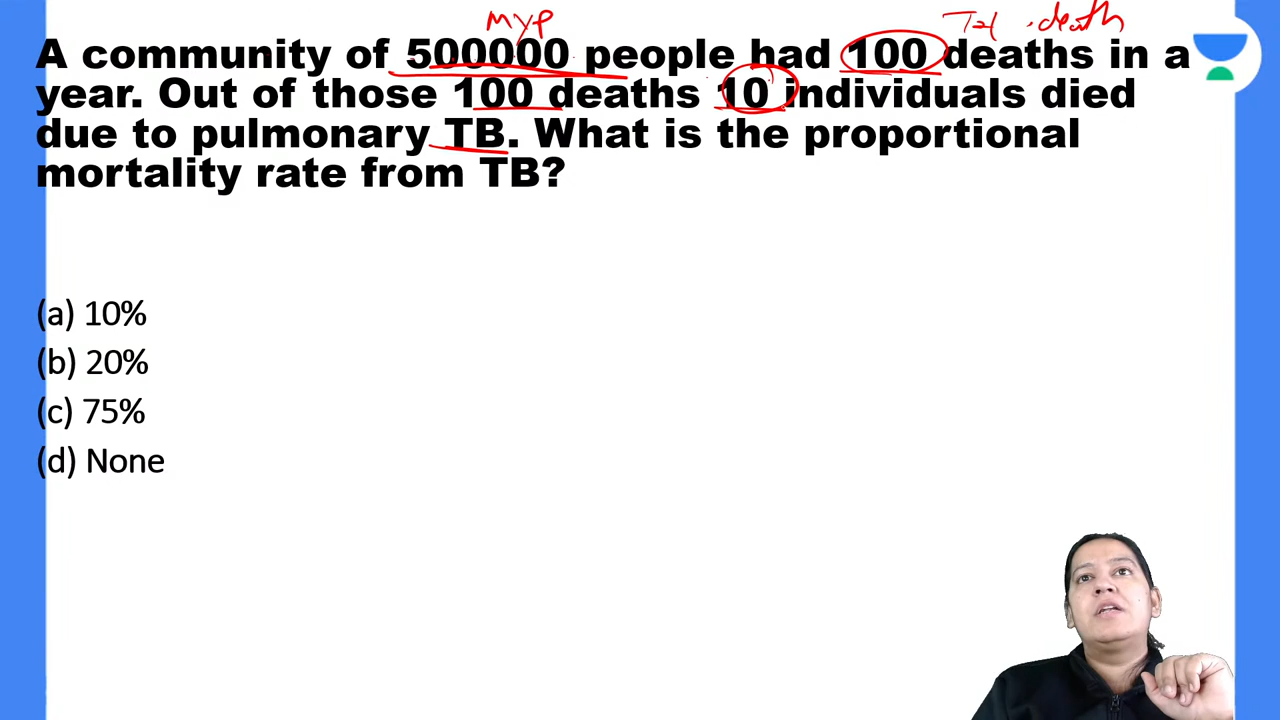 MYP
Tot . death
A community of 500000 people had 100 deaths in a
year. Out of those 100 deaths 10 individuals died
due to pulmonary TB. What is the proportional
mortality rate from TB?
(a) 10%
(b) 20%
(c) 75%
(d) None